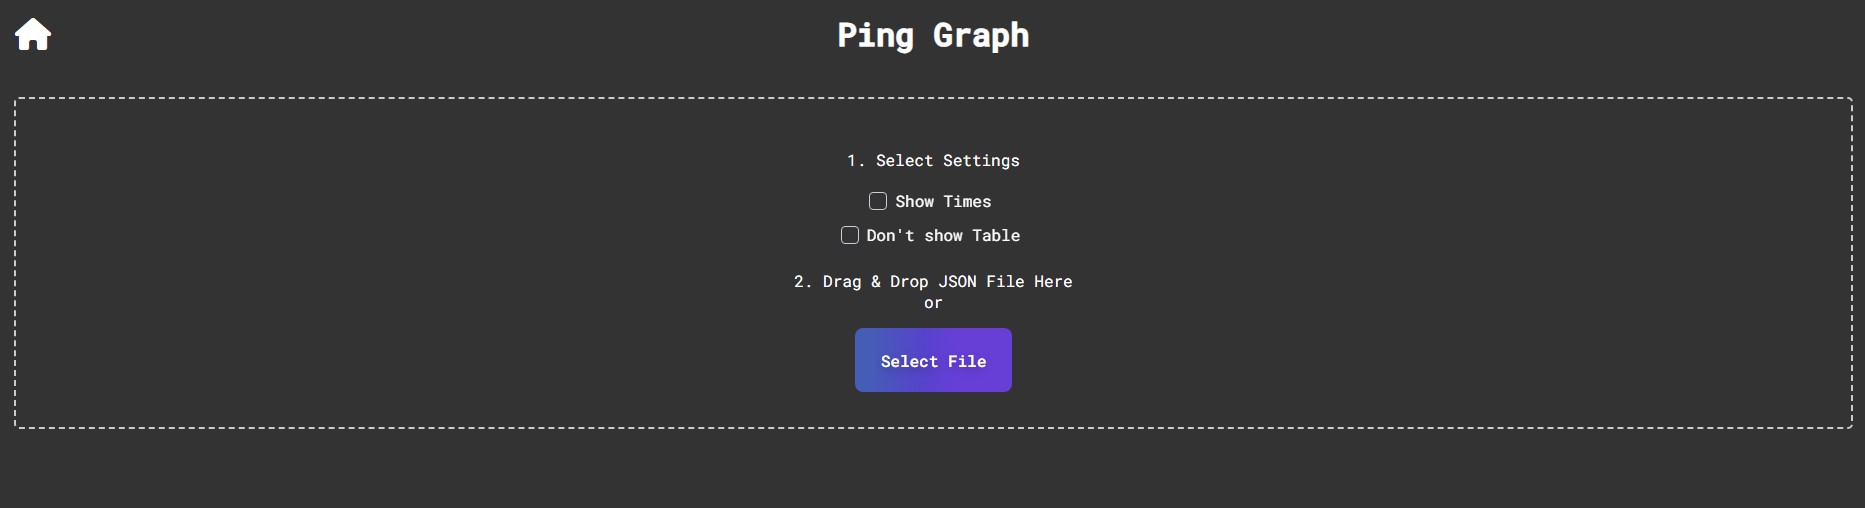 Ping Graph
1. Select Settings
Show Times
Don't show Table
2. Drag & Drop JSON File Here
or
Select File